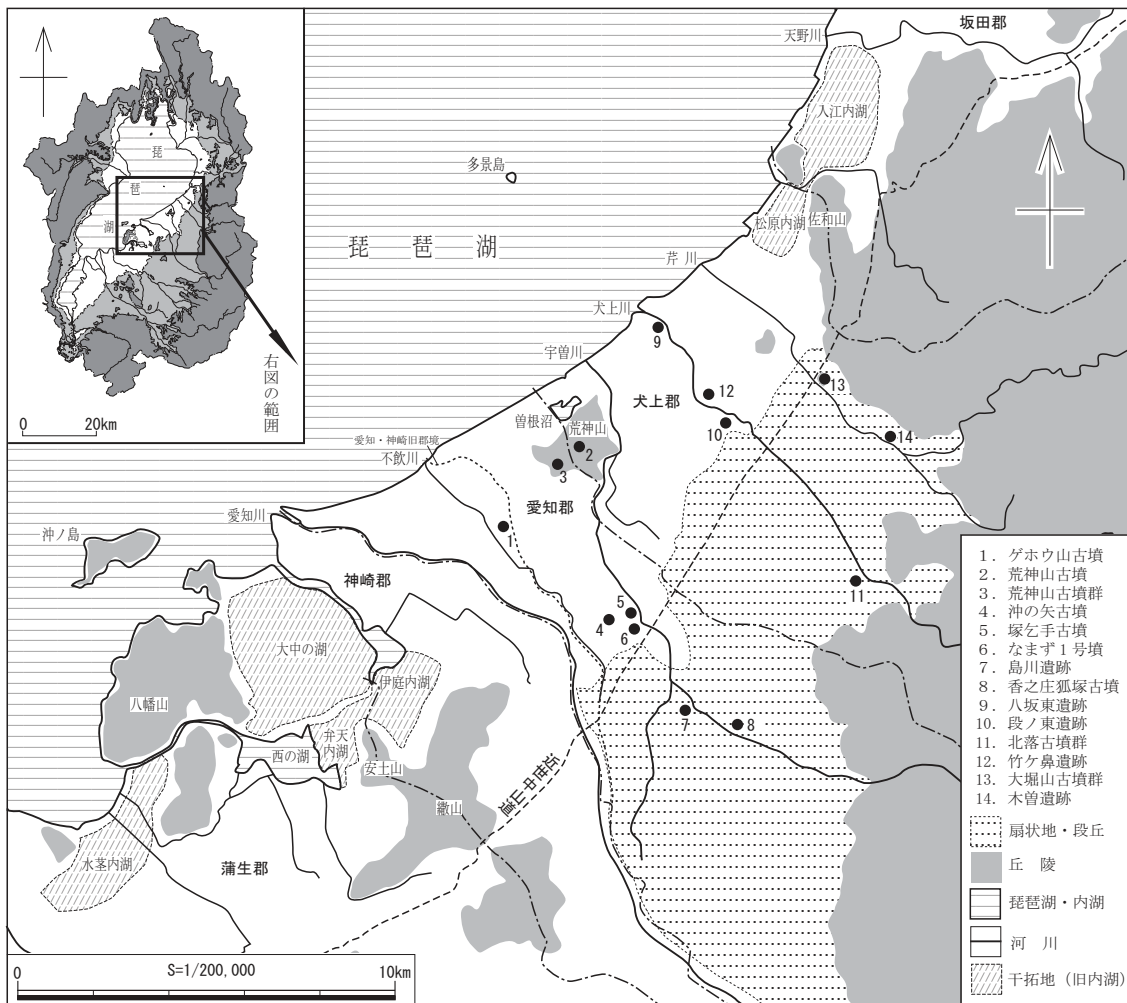 琵
琶
湖
右図の範囲
0 20km
坂田郡
天野川
入江内湖
多景島
松原内湖
佐和山
琵琶湖
芹川
犬上川
9
宇曽川
13
12
犬上郡
10
14
曽根沼
荒神山
2
愛知・神崎旧郡境
不飲川
3
愛知郡
愛知川
1
沖ノ島
神崎郡
11
5
4
6
大中の湖
伊庭内湖
八幡山
7
8
弁天内湖
西の湖
安土山
繖山
近世中山道
水茎内湖
蒲生郡
1. ゲホウ山古墳
2. 荒神山古墳
3. 荒神山古墳群
4. 沖の矢古墳
5. 塚乞手古墳
6. なまず1号墳
7. 島川遺跡
8. 香之庄狐塚古墳
9. 八坂東遺跡
10. 段ノ東遺跡
11. 北落古墳群
12. 竹ケ鼻遺跡
13. 大堀山古墳群
14. 木曽遺跡
扇状地・段丘
丘陵
琵琶湖・内湖
河川
干拓地(旧内湖)
0 S=1/200,000 10km